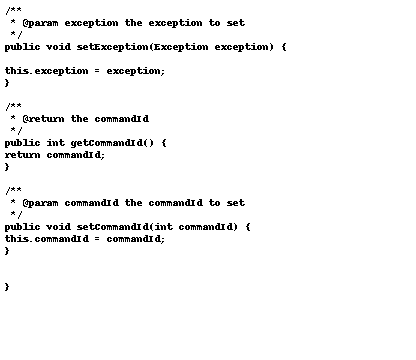 /**
 * @param exception the exception to set
 */
public void setException(Exception exception) {
this.exception = exception;
}
/**
 * @return the commandId
 */
public int getCommandId() {
return commandId;
}
/**
 * @param commandId the commandId to set
 */
public void setCommandId(int commandId) {
this.commandId = commandId;
}
}